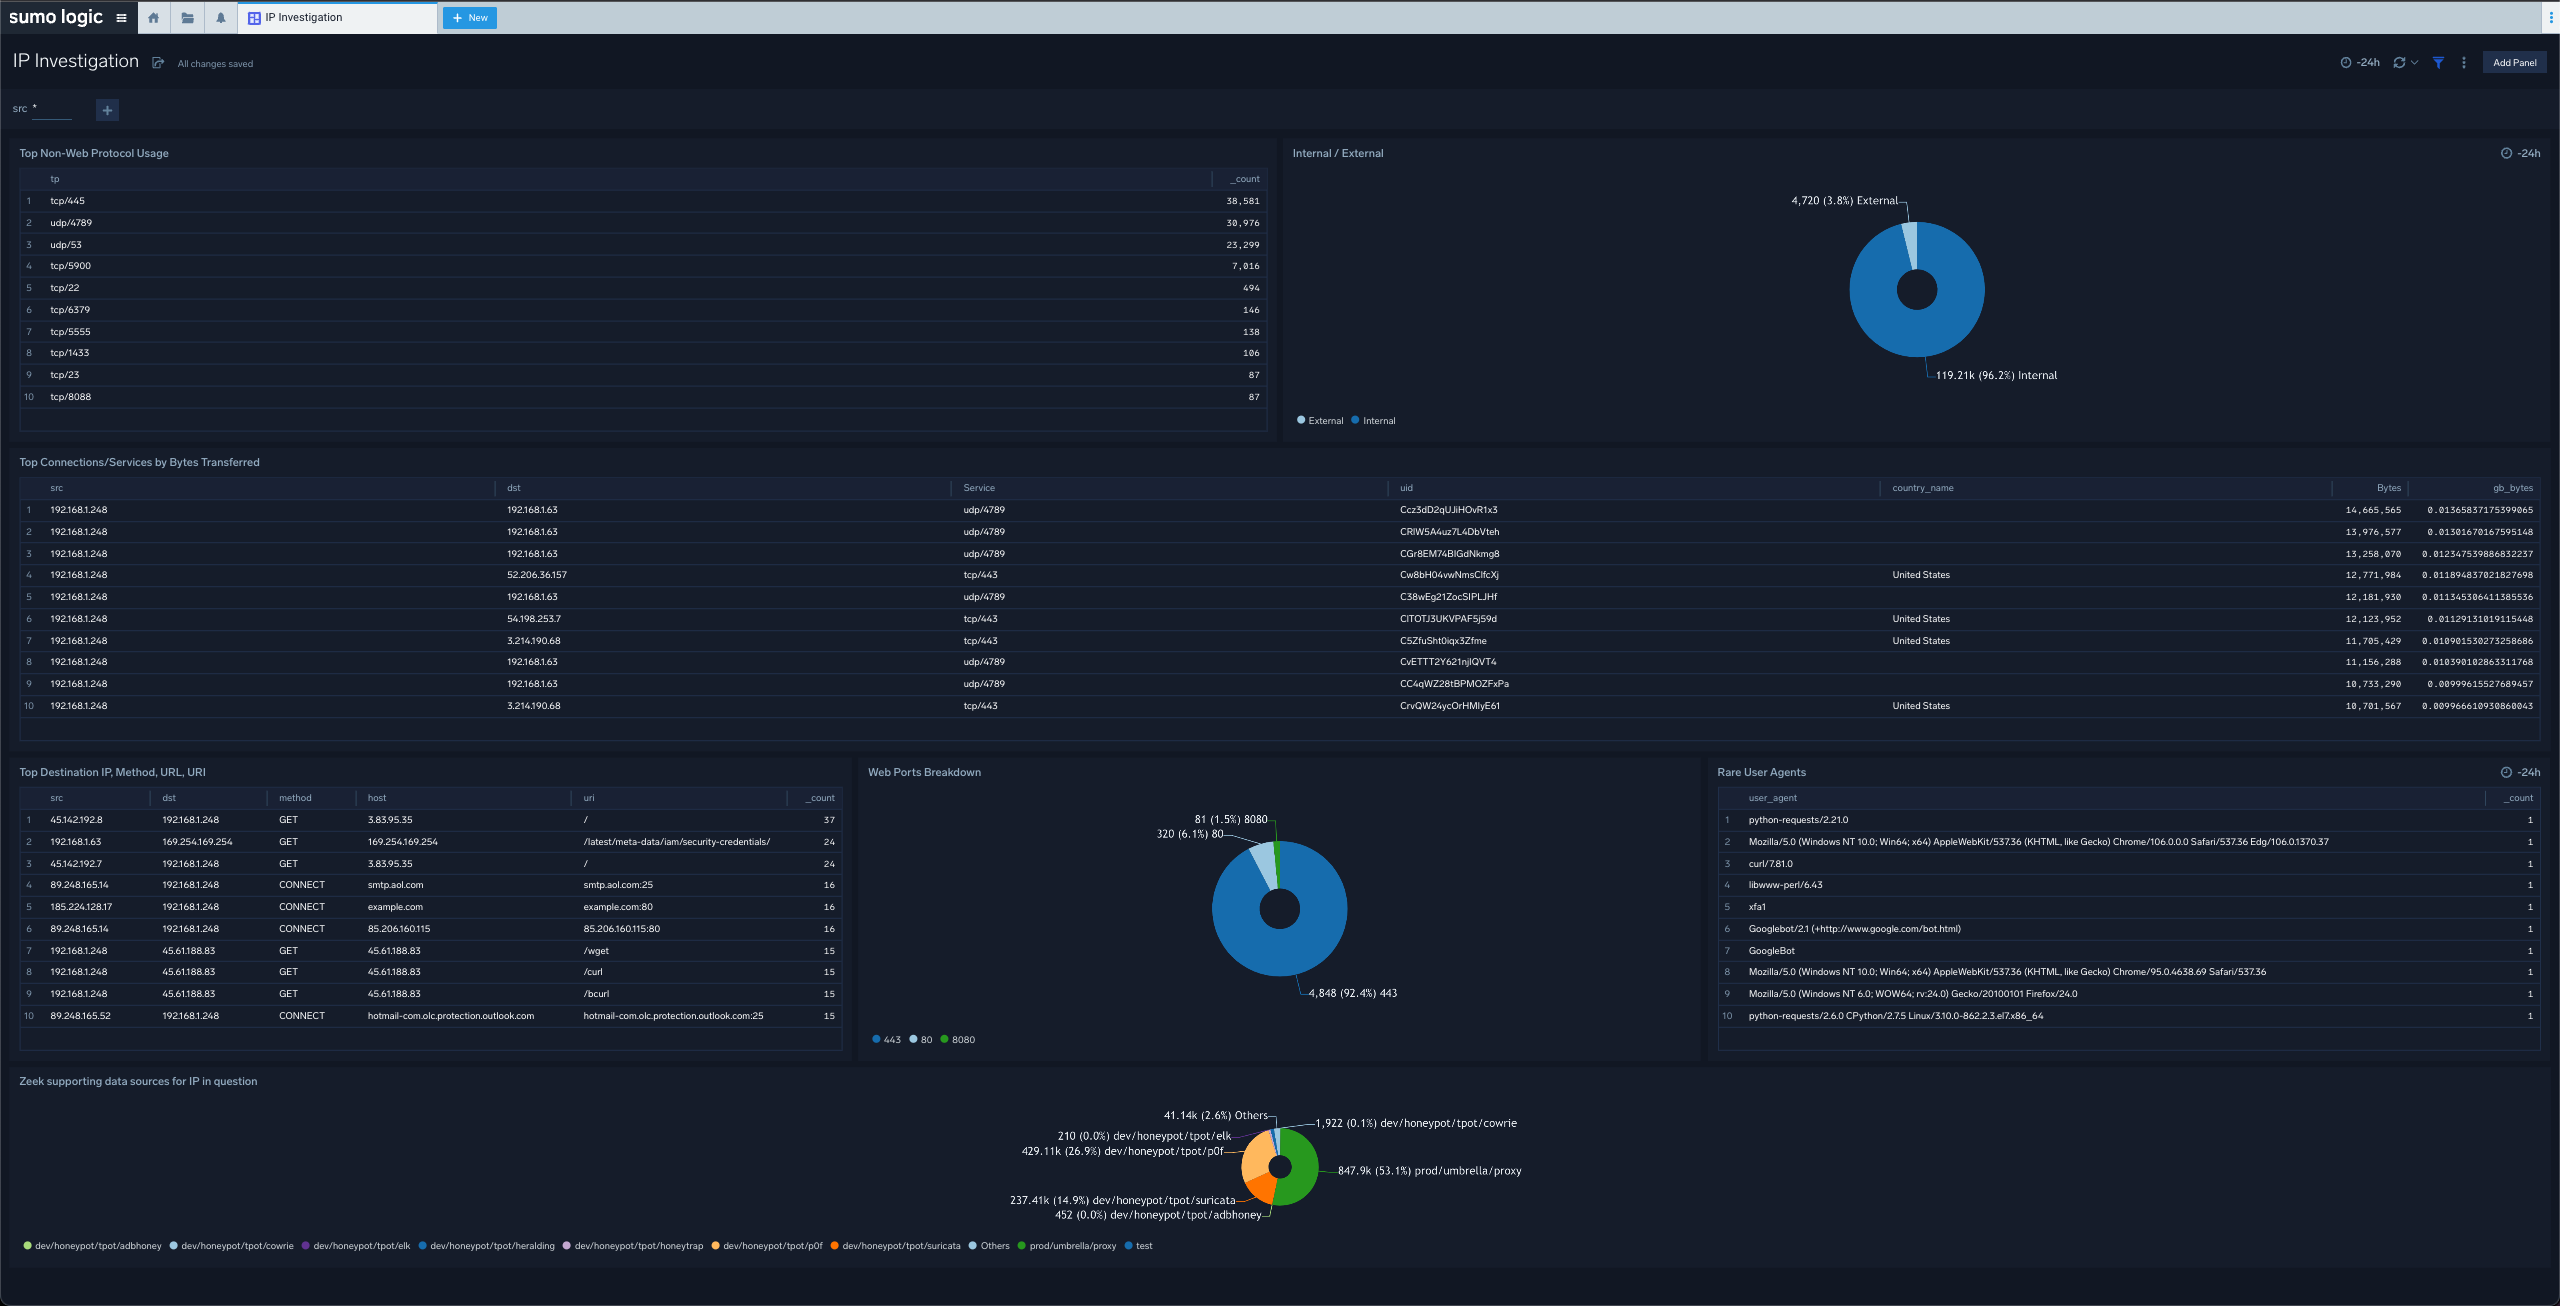 sumo logic
IP Investigation
+ New
IP Investigation
All changes saved
-24h
Add Panel
src *
+
Top Non-Web Protocol Usage
tp _count
1 tcp/445 38,581
2 udp/4789 30,976
3 udp/53 23,299
4 tcp/5900 7,016
5 tcp/22 494
6 tcp/6379 146
7 tcp/5555 138
8 tcp/1433 106
9 tcp/23 87
10 tcp/8088 87
Internal / External
-24h
4,720 (3.8%) External
119.21k (96.2%) Internal
External Internal
Top Connections/Services by Bytes Transferred
src dst Service uid country_name Bytes gb_bytes
1 192.168.1.248 192.168.1.63 udp/4789 Ccz3dD2qUJiHOvR1x3 14,665,565 0.01365837175399065
2 192.168.1.248 192.168.1.63 udp/4789 CRlW5A4uz7L4DbVteh 13,976,577 0.01301670167595148
3 192.168.1.248 192.168.1.63 udp/4789 CGr8EM74BIGdNkmg8 13,258,070 0.012347539886832237
4 192.168.1.248 52.206.36.157 tcp/443 Cw8bH04vwNmsClfcXj United States 12,771,984 0.011894837021827698
5 192.168.1.248 192.168.1.63 udp/4789 C38wEg21ZocSIPLJHf 12,181,930 0.011345306411385536
6 192.168.1.248 54.198.253.7 tcp/443 ClTOTJ3UKVPAF5j59d United States 12,123,952 0.01129131019115448
7 192.168.1.248 3.214.190.68 tcp/443 C5ZfuSht0iqx3Zfme United States 11,705,429 0.010901530273258686
8 192.168.1.248 192.168.1.63 udp/4789 CvETTT2Y621njIQVT4 11,156,288 0.010390102863311768
9 192.168.1.248 192.168.1.63 udp/4789 CC4qWZ28tBPMOZFxPa 10,733,290 0.00999615527689457
10 192.168.1.248 3.214.190.68 tcp/443 CrvQW24ycOrHMIyE61 United States 10,701,567 0.009966610930860043
Top Destination IP, Method, URL, URI
src dst method host uri _count
1 45.142.192.8 192.168.1.248 GET 3.83.95.35 / 37
2 192.168.1.63 169.254.169.254 GET 169.254.169.254 /latest/meta-data/iam/security-credentials/ 24
3 45.142.192.7 192.168.1.248 GET 3.83.95.35 / 24
4 89.248.165.14 192.168.1.248 CONNECT smtp.aol.com smtp.aol.com:25 16
5 185.224.128.17 192.168.1.248 CONNECT example.com example.com:80 16
6 89.248.165.14 192.168.1.248 CONNECT 85.206.160.115 85.206.160.115:80 16
7 192.168.1.248 45.61.188.83 GET 45.61.188.83 /wget 15
8 192.168.1.248 45.61.188.83 GET 45.61.188.83 /curl 15
9 192.168.1.248 45.61.188.83 GET 45.61.188.83 /bcurl 15
10 89.248.165.52 192.168.1.248 CONNECT hotmail-com.olc.protection.outlook.com hotmail-com.olc.protection.outlook.com:25 15
Web Ports Breakdown
81 (1.5%) 8080
320 (6.1%) 80
4,848 (92.4%) 443
443 80 8080
Rare User Agents
-24h
user_agent _count
1 python-requests/2.21.0 1
2 Mozilla/5.0 (Windows NT 10.0; Win64; x64) AppleWebKit/537.36 (KHTML, like Gecko) Chrome/106.0.0.0 Safari/537.36 Edg/106.0.1370.37 1
3 curl/7.81.0 1
4 libwww-perl/6.43 1
5 xfa1 1
6 Googlebot/2.1 (+http://www.google.com/bot.html) 1
7 GoogleBot 1
8 Mozilla/5.0 (Windows NT 10.0; Win64; x64) AppleWebKit/537.36 (KHTML, like Gecko) Chrome/95.0.4638.69 Safari/537.36 1
9 Mozilla/5.0 (Windows NT 6.0; WOW64; rv:24.0) Gecko/20100101 Firefox/24.0 1
10 python-requests/2.6.0 CPython/2.7.5 Linux/3.10.0-862.2.3.el7.x86_64 1
Zeek supporting data sources for IP in question
41.14k (2.6%) Others
1,922 (0.1%) dev/honeypot/tpot/cowrie
210 (0.0%) dev/honeypot/tpot/elk
429.11k (26.9%) dev/honeypot/tpot/p0f
847.9k (53.1%) prod/umbrella/proxy
237.41k (14.9%) dev/honeypot/tpot/suricata
452 (0.0%) dev/honeypot/tpot/adbhoney
dev/honeypot/tpot/adbhoney dev/honeypot/tpot/cowrie dev/honeypot/tpot/elk dev/honeypot/tpot/heralding dev/honeypot/tpot/honeytrap dev/honeypot/tpot/p0f dev/honeypot/tpot/suricata Others prod/umbrella/proxy test